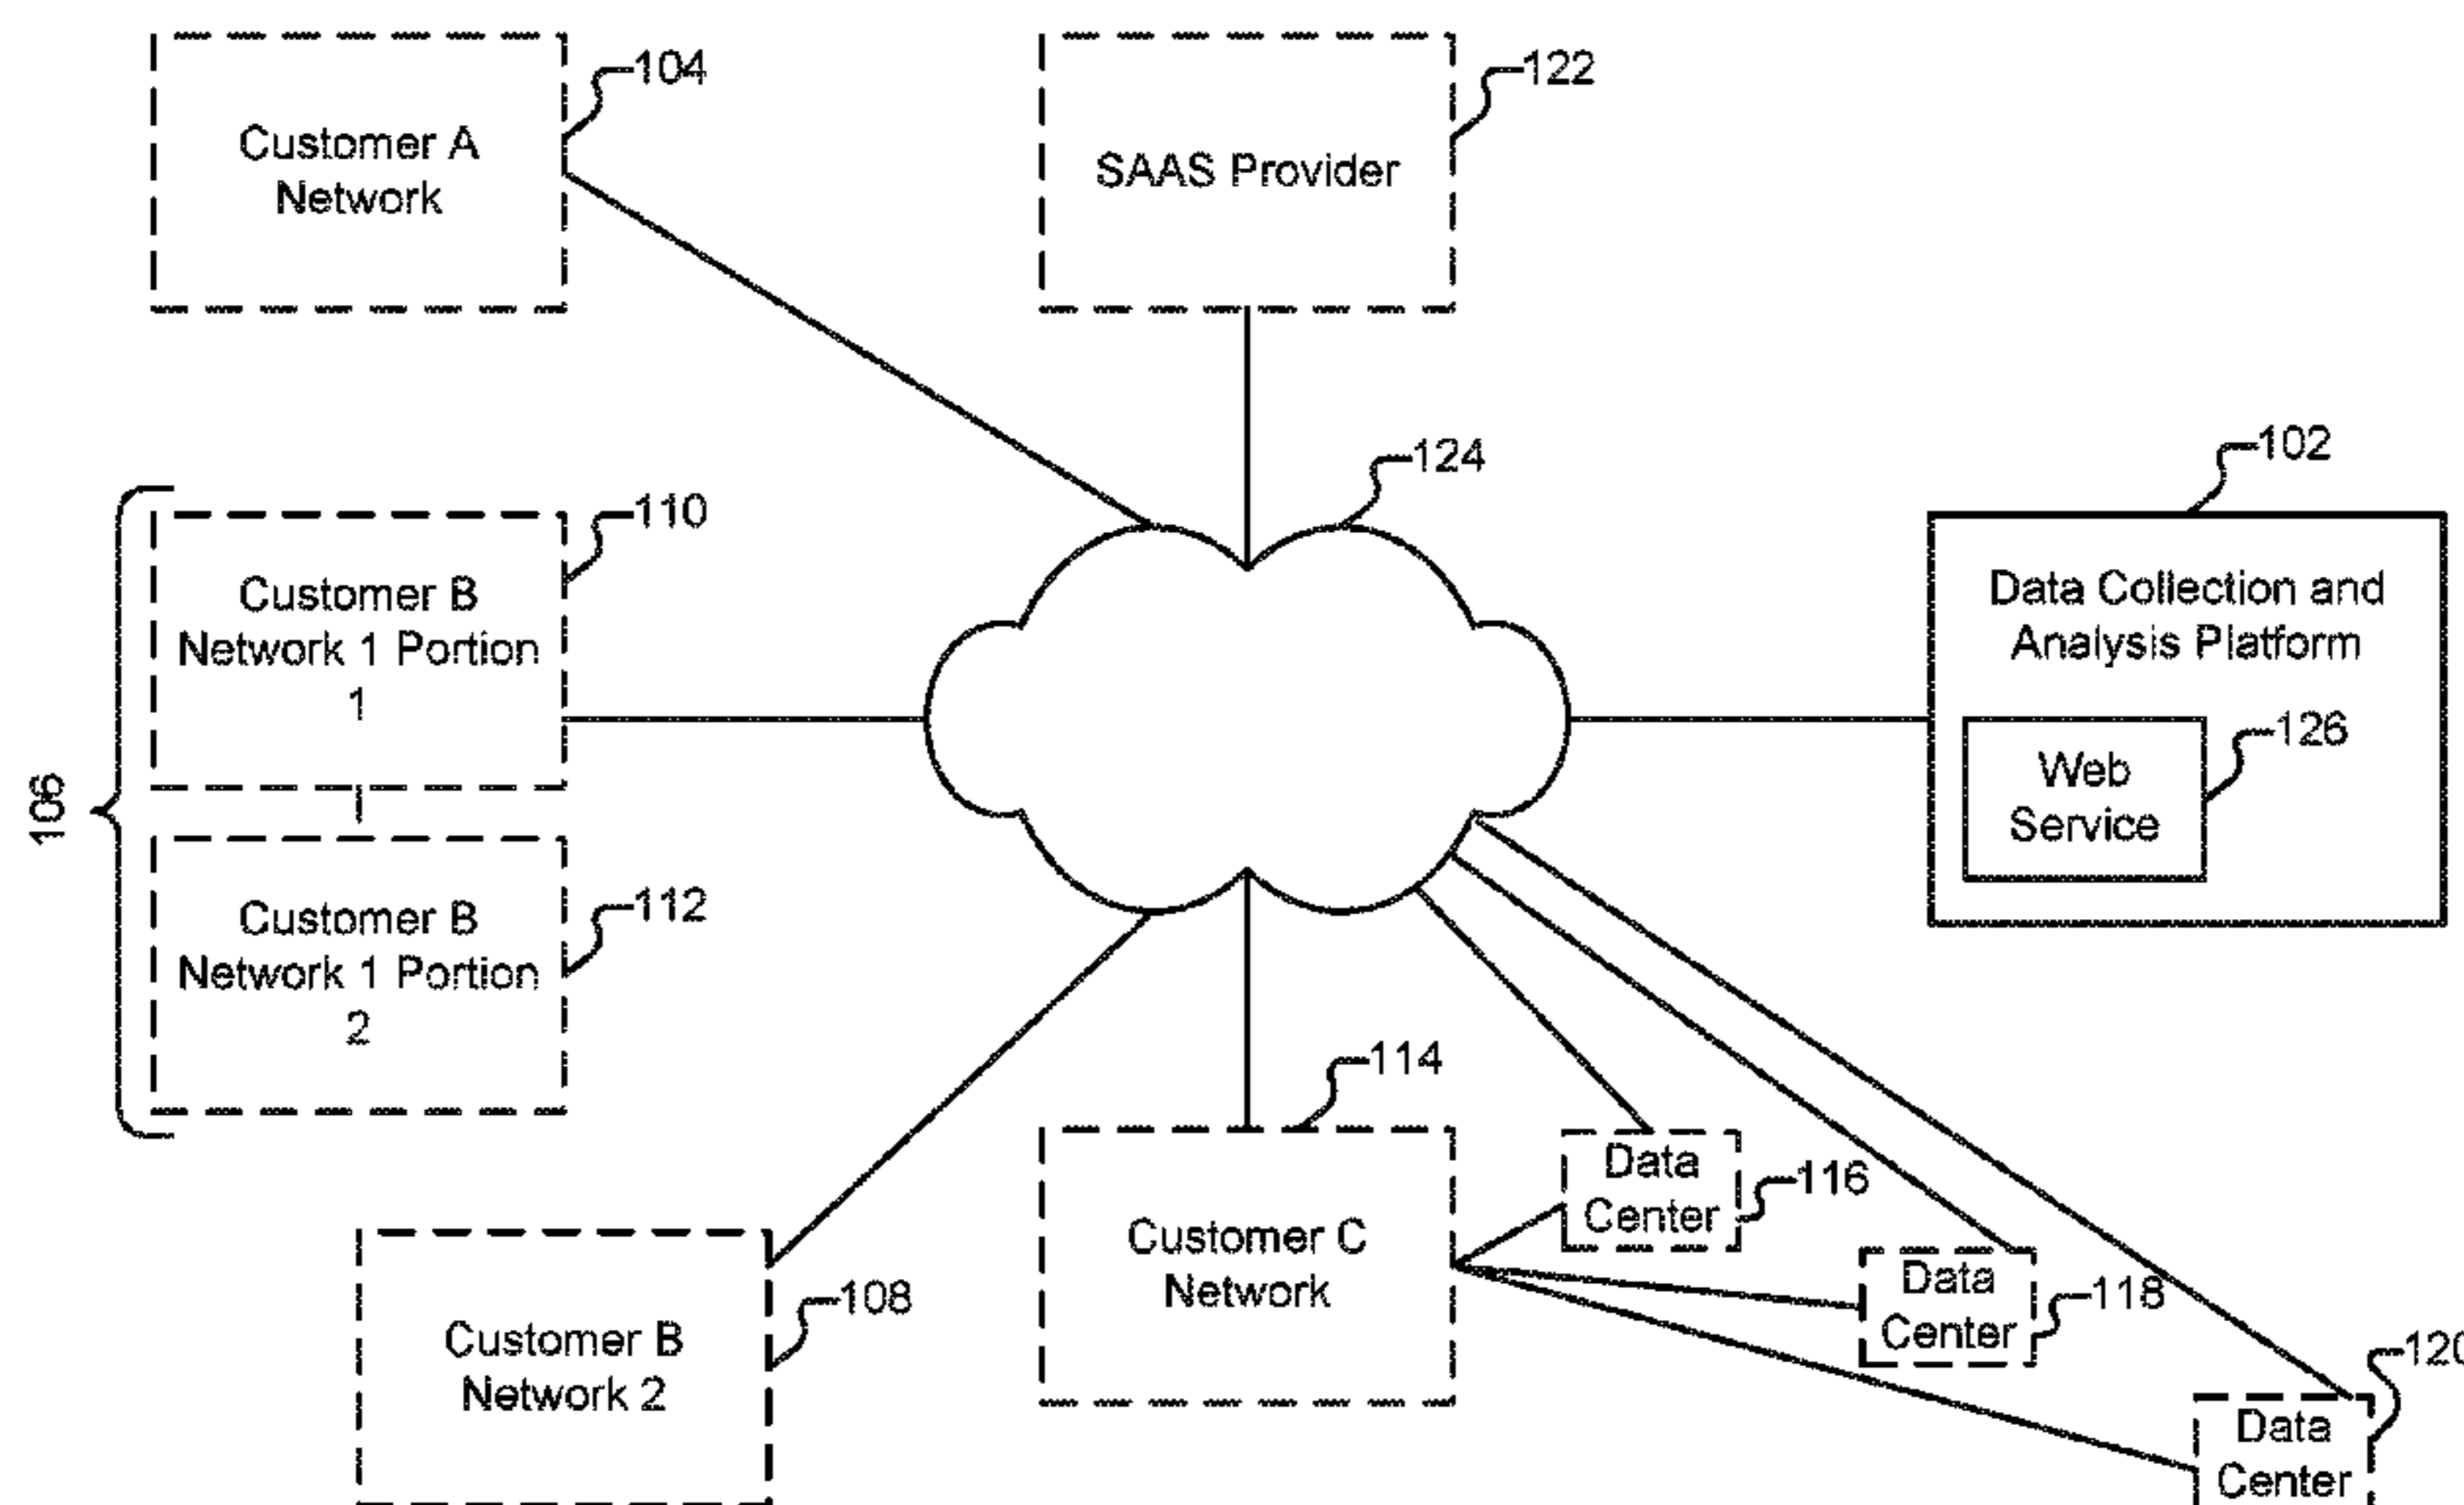 104
Customer A
Network
122
SAAS Provider
124
102
Data Collection and
Analysis Platform
126
Web
Service
106
110
Customer B
Network 1 Portion
1
112
Customer B
Network 1 Portion
2
108
Customer B
Network 2
114
Customer C
Network
116
Data
Center
118
Data
Center
120
Data
Center